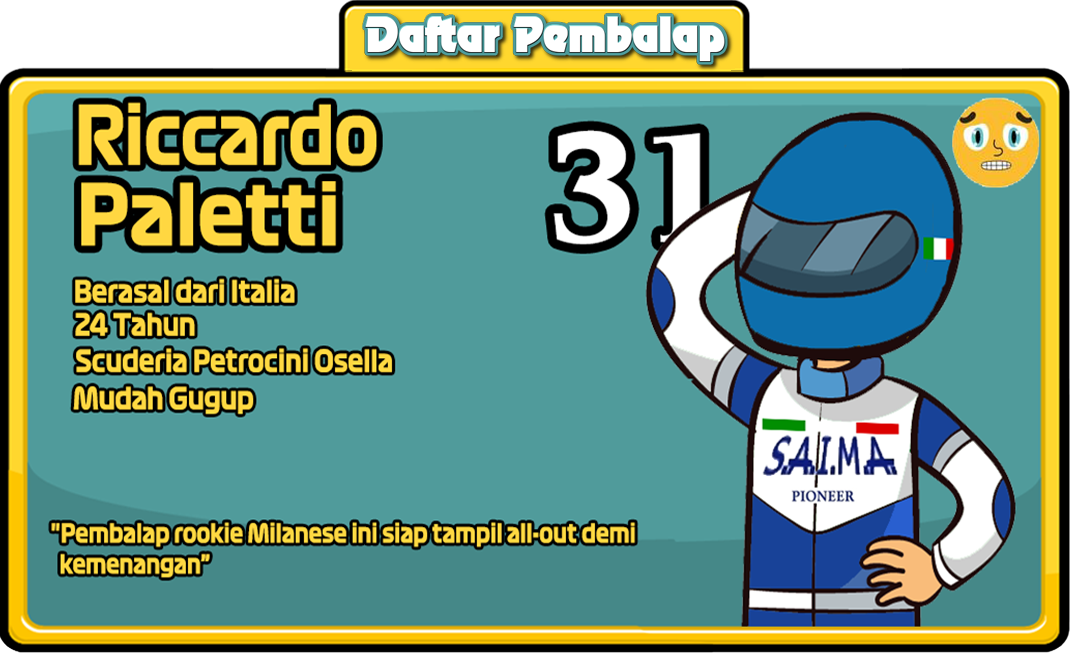 Daftar Pembalap
Riccardo
Paletti
31
Berasal dari Italia
24 Tahun
Scuderia Petrocini Osella
Mudah Gugup
S.A.I.M.A
PIONEER
"Pembalap rookie Milanese ini siap tampil all-out demi
kemenangan"